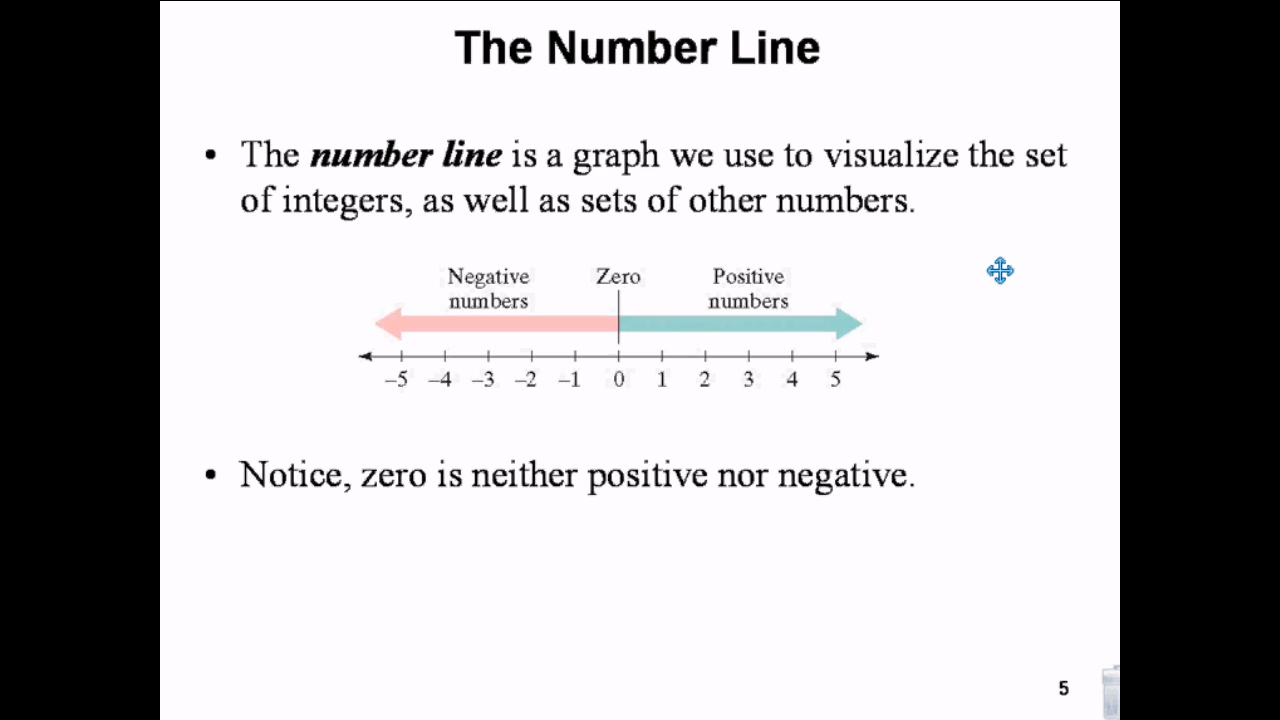 The Number Line
• The number line is a graph we use to visualize the set
of integers, as well as sets of other numbers.
Negative Zero Positive
numbers numbers
–5 –4 –3 –2 –1 0 1 2 3 4 5
• Notice, zero is neither positive nor negative.
5